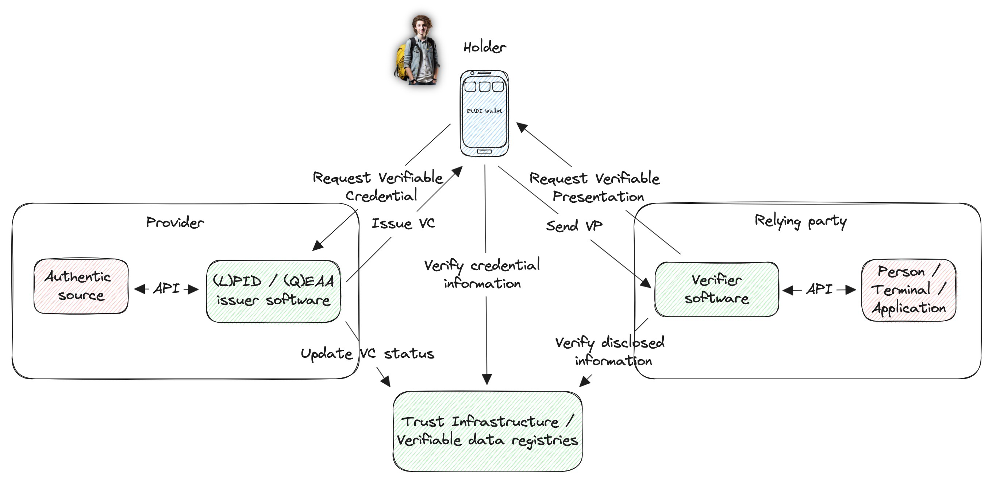 Holder
EUDI Wallet
Request Verifiable
Credential
Issue VC
Request Verifiable
Presentation
Send VP
Provider
Authentic
source
API
(L)PID / (Q)EAA
issuer software
Verify credential
information
Relying party
Verifier
software
API
Person /
Terminal /
Application
Update VC status
Verify disclosed
information
Trust Infrastructure /
Verifiable data registries